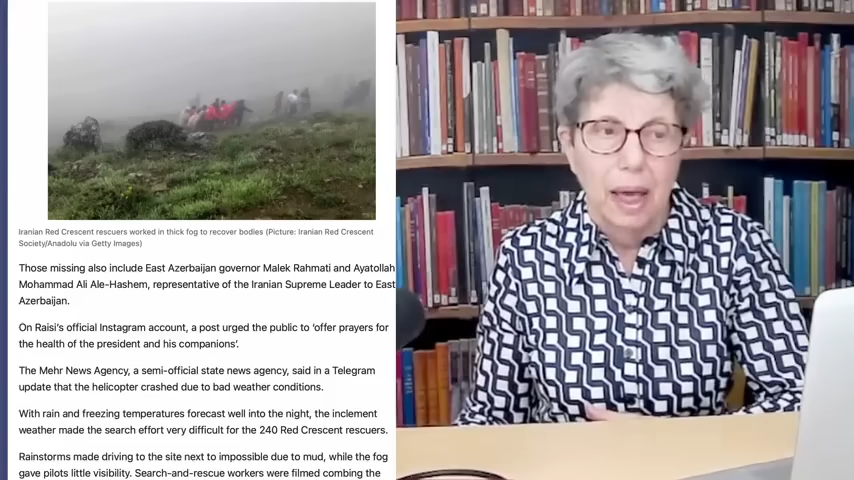 Iranian Red Crescent rescuers worked in thick fog to recover bodies (Picture: Iranian Red Crescent
Society/Anadolu via Getty Images)
Those missing also include East Azerbaijan governor Malek Rahmati and Ayatollah
Mohammad Ali Ale-Hashem, representative of the Iranian Supreme Leader to East
Azerbaijan.
On Raisi’s official Instagram account, a post urged the public to ‘offer prayers for
the health of the president and his companions’.
The Mehr News Agency, a semi-official state news agency, said in a Telegram
update that the helicopter crashed due to bad weather conditions.
With rain and freezing temperatures forecast well into the night, the inclement
weather made the search effort very difficult for the 240 Red Crescent rescuers.
Rainstorms made driving to the site next to impossible due to mud, while the fog
gave pilots little visibility. Search-and-rescue workers were filmed combing the